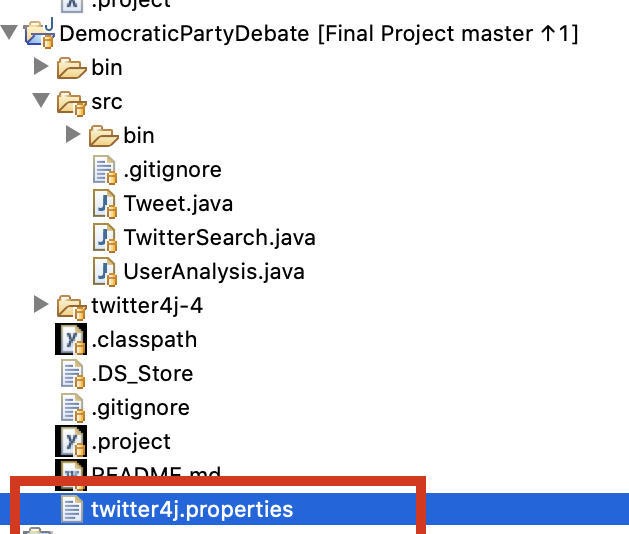 .project
DemocraticPartyDebate [Final Project master ↑1]
bin
src
bin
.gitignore
Tweet.java
TwitterSearch.java
UserAnalysis.java
twitter4j-4
.classpath
.DS_Store
.gitignore
.project
README.md
twitter4j.properties